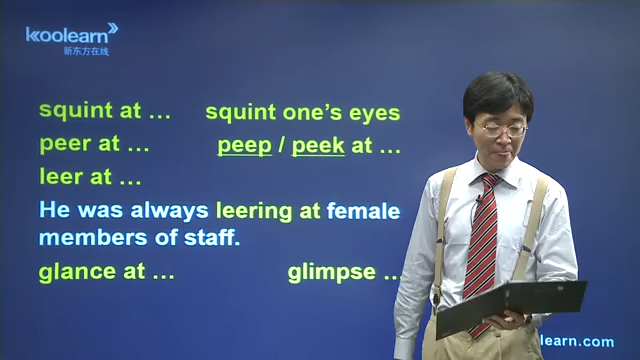 koolearn
新东方在线
squint at … squint one's eyes
peer at … peep / peek at …
leer at …
He was always leering at female
members of staff.
glance at … glimpse …
learn.com